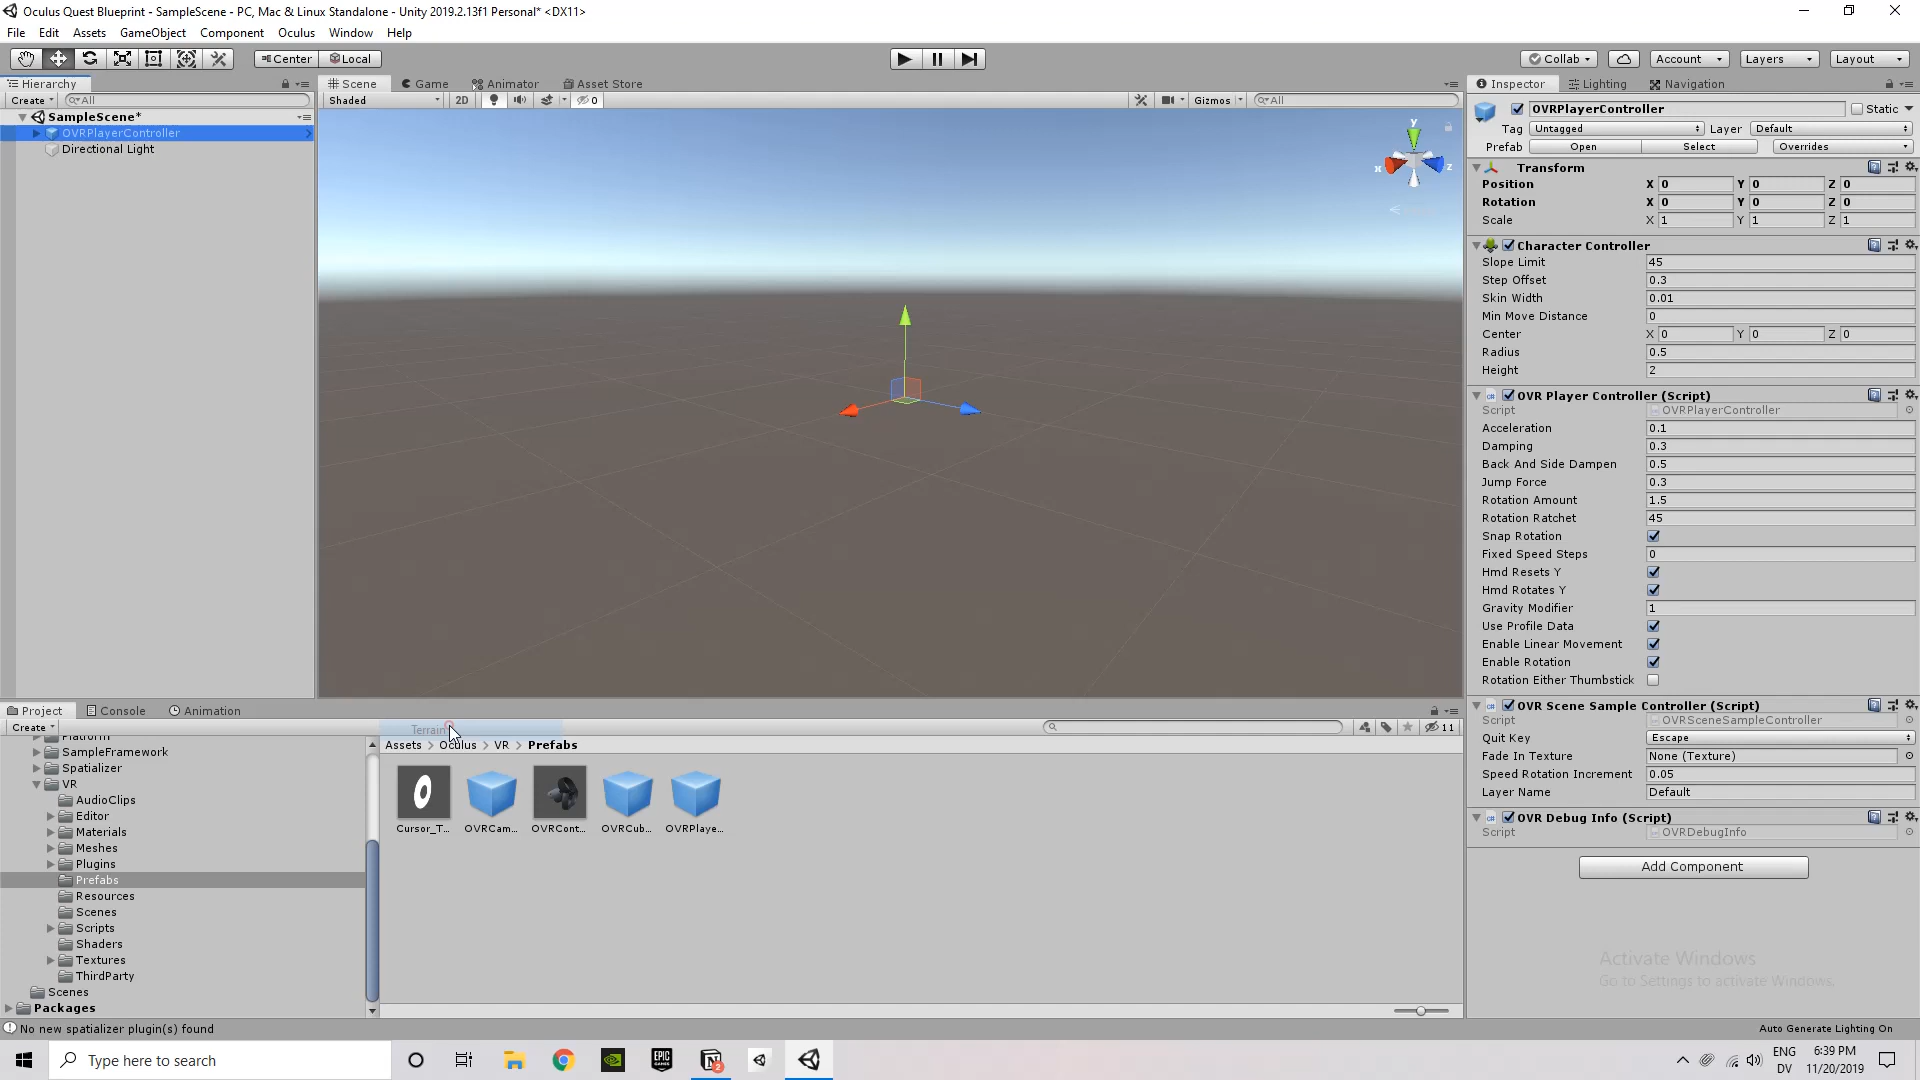 Oculus Quest Blueprint - SampleScene - PC, Mac & Linux Standalone - Unity 2019.2.13f1 Personal* <DX11>
File Edit Assets GameObject Component Oculus Window Help
Center Local Collab Account Layers Layout
Hierarchy
Create All
SampleScene*
OVRPlayerController
Directional Light
Scene Game Animator Asset Store
Shaded 2D 0 Gizmos All
y
x z
Inspector Lighting Navigation
OVRPlayerController Static
Tag Untagged Layer Default
Prefab Open Select Overrides
Transform
Position X 0 Y 0 Z 0
Rotation X 0 Y 0 Z 0
Scale X 1 Y 1 Z 1
Character Controller
Slope Limit 45
Step Offset 0.3
Skin Width 0.01
Min Move Distance 0
Center X 0 Y 0 Z 0
Radius 0.5
Height 2
OVR Player Controller (Script)
Script OVRPlayerController
Acceleration 0.1
Damping 0.3
Back And Side Dampen 0.5
Jump Force 0.3
Rotation Amount 1.5
Rotation Ratchet 45
Snap Rotation
Fixed Speed Steps 0
Hmd Resets Y
Hmd Rotates Y
Gravity Modifier 1
Use Profile Data
Enable Linear Movement
Enable Rotation
Rotation Either Thumbstick
OVR Scene Sample Controller (Script)
Script OVRSceneSampleController
Quit Key Escape
Fade In Texture None (Texture)
Speed Rotation Increment 0.05
Layer Name Default
OVR Debug Info (Script)
Script OVRDebugInfo
Add Component
Activate Windows
Go to Settings to activate Windows.
Project Console Animation
Create
Terrain
11
Platform
SampleFramework
Spatializer
VR
AudioClips
Editor
Materials
Meshes
Plugins
Prefabs
Resources
Scenes
Scripts
Shaders
Textures
ThirdParty
Scenes
Packages
Assets > Oculus > VR > Prefabs
Cursor_T... OVRCam... OVRCont... OVRCub... OVRPlaye...
No new spatializer plugin(s) found
Auto Generate Lighting On
Type here to search
EPIC GAMES
2
ENG
DV
6:39 PM
11/20/2019